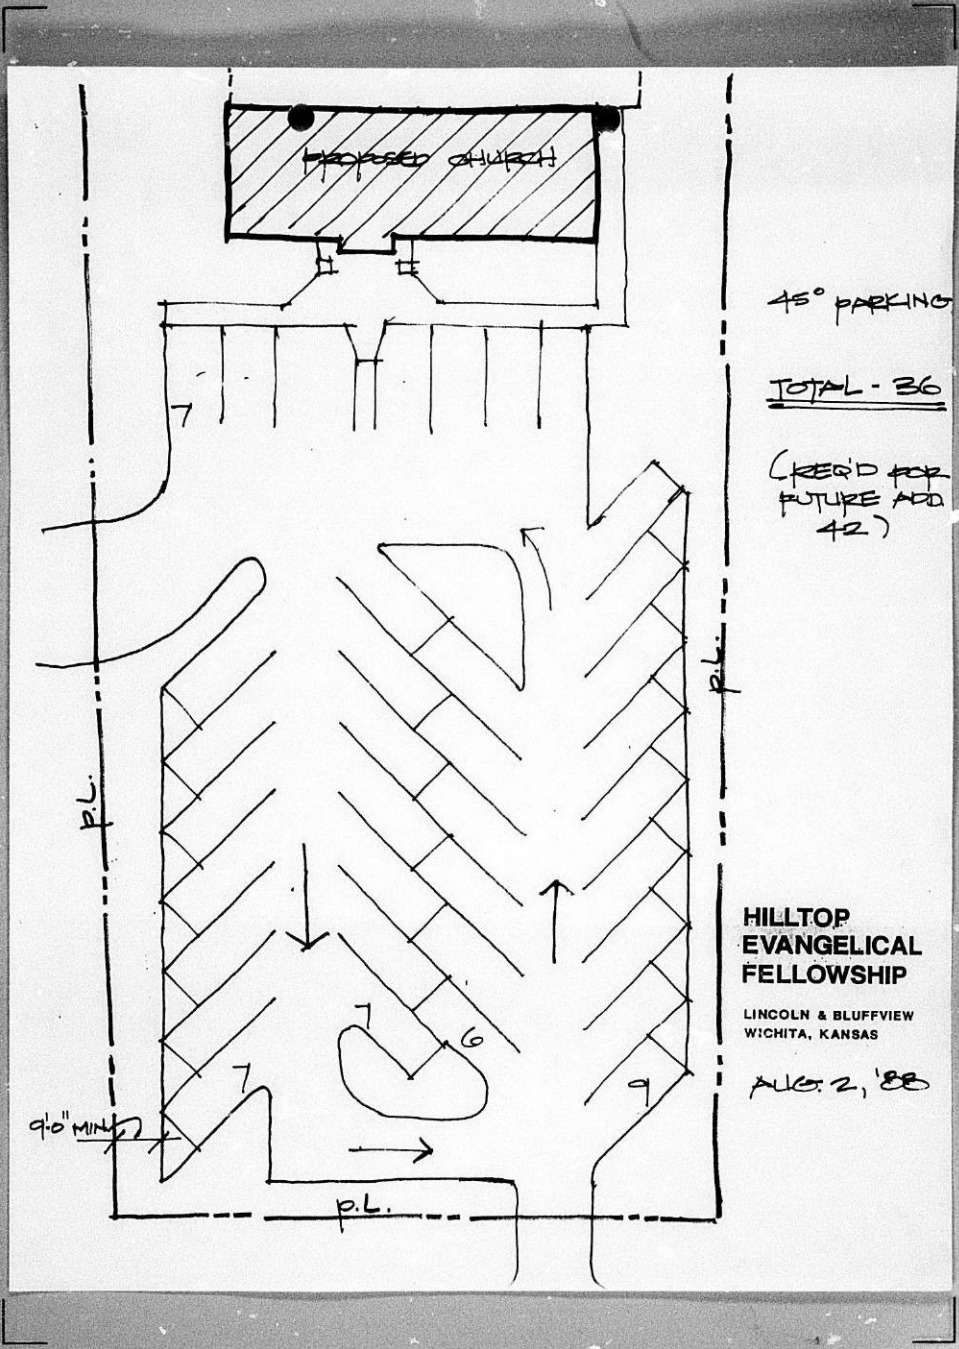 PROPOSED CHURCH
45° PARKING
TOTAL - 36
(REQ'D FOR
FUTURE ADD.
42)
7
p.L.
p.L.
7
6
7
9
9'-0" MIN.
p.L.
HILLTOP
EVANGELICAL
FELLOWSHIP
LINCOLN & BLUFFVIEW
WICHITA, KANSAS
AUG. 2, '88